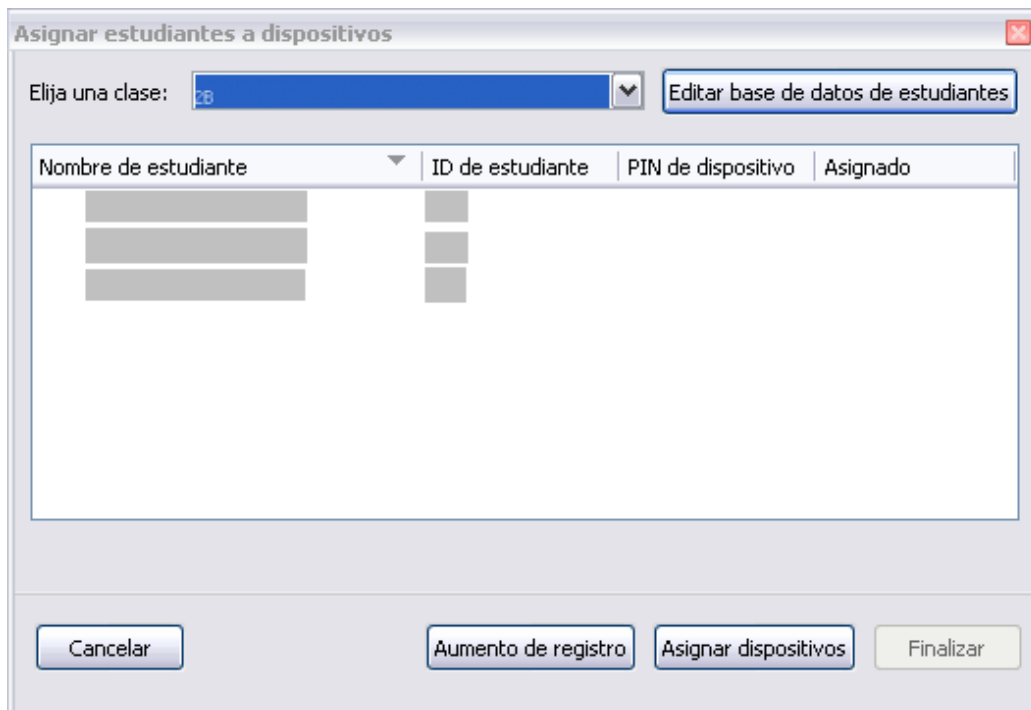 Asignar estudiantes a dispositivos
Elija una clase: 2B Editar base de datos de estudiantes
Nombre de estudiante ID de estudiante PIN de dispositivo Asignado
Cancelar Aumento de registro Asignar dispositivos Finalizar